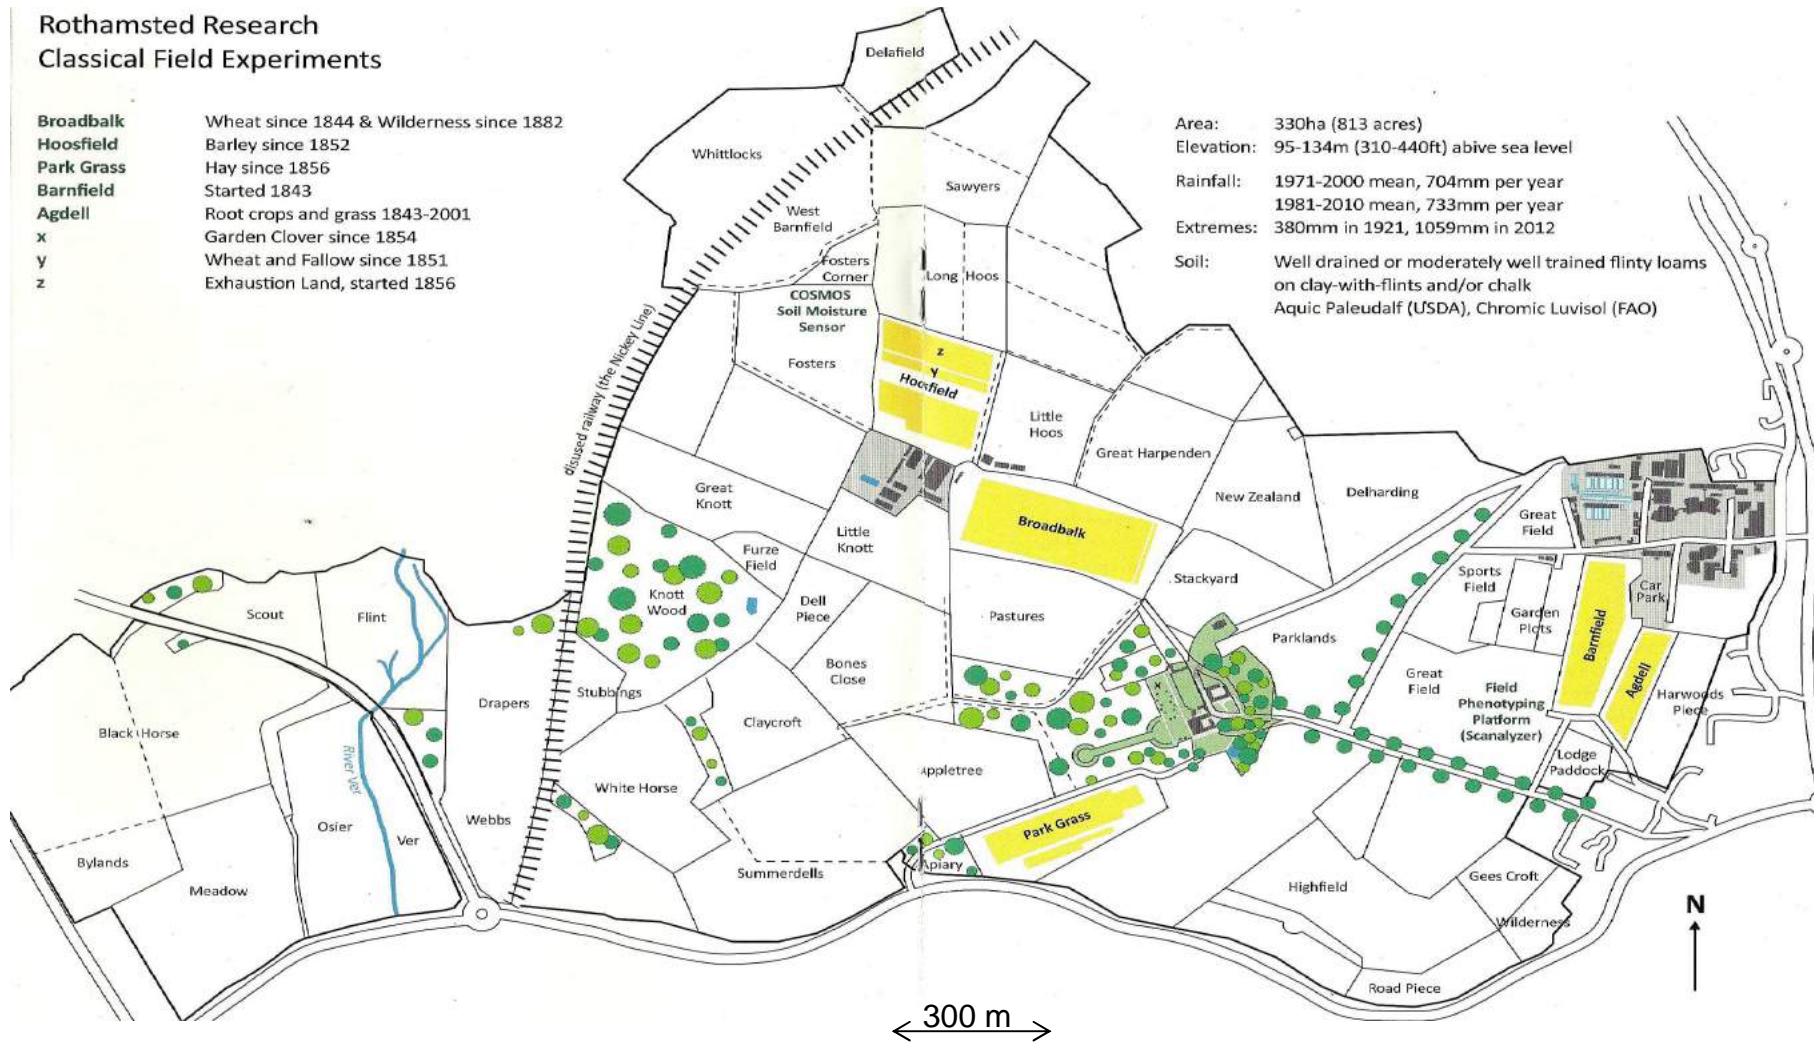 Rothamsted Research
Classical Field Experiments
Broadbalk Wheat since 1844 & Wilderness since 1882
Hoosfield Barley since 1852
Park Grass Hay since 1856
Barnfield Started 1843
Agdell Root crops and grass 1843-2001
x Garden Clover since 1854
y Wheat and Fallow since 1851
z Exhaustion Land, started 1856
Area: 330ha (813 acres)
Elevation: 95-134m (310-440ft) abive sea level
Rainfall: 1971-2000 mean, 704mm per year
1981-2010 mean, 733mm per year
Extremes: 380mm in 1921, 1059mm in 2012
Soil: Well drained or moderately well trained flinty loams
on clay-with-flints and/or chalk
Aquic Paleudalf (USDA), Chromic Luvisol (FAO)
Delafield
Whittlocks
Sawyers
West
Barnfield
Fosters
Corner
Long Hoos
COSMOS
Soil Moisture
Sensor
Fosters
z
y
Hoosfield
disused railway (the Nickey Line)
Little
Hoos
Great Harpenden
New Zealand
Delharding
Great
Knott
Little
Knott
Broadbalk
Great
Field
Furze
Field
Stackyard
Sports
Field
Car
Park
Knott
Wood
Dell
Piece
Pastures
Parklands
Garden
Plots
Barnfield
Scout
Flint
Bones
Close
Stubbings
x
Great
Field
Field
Phenotyping
Platform
(Scanalyzer)
Agdell
Harwoods
Piece
Drapers
Claycroft
Black Horse
River Ver
White Horse
Appletree
Lodge
Paddock
Osier
Ver
Webbs
Park Grass
Bylands
Meadow
Summerdells
Apiary
Highfield
Gees Croft
Wilderness
N
Road Piece
300 m